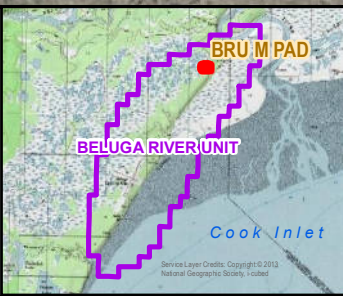 BRU M PAD
BELUGA RIVER UNIT
Cook Inlet
Service Layer Credits: Copyright:© 2013
National Geographic Society, i-cubed